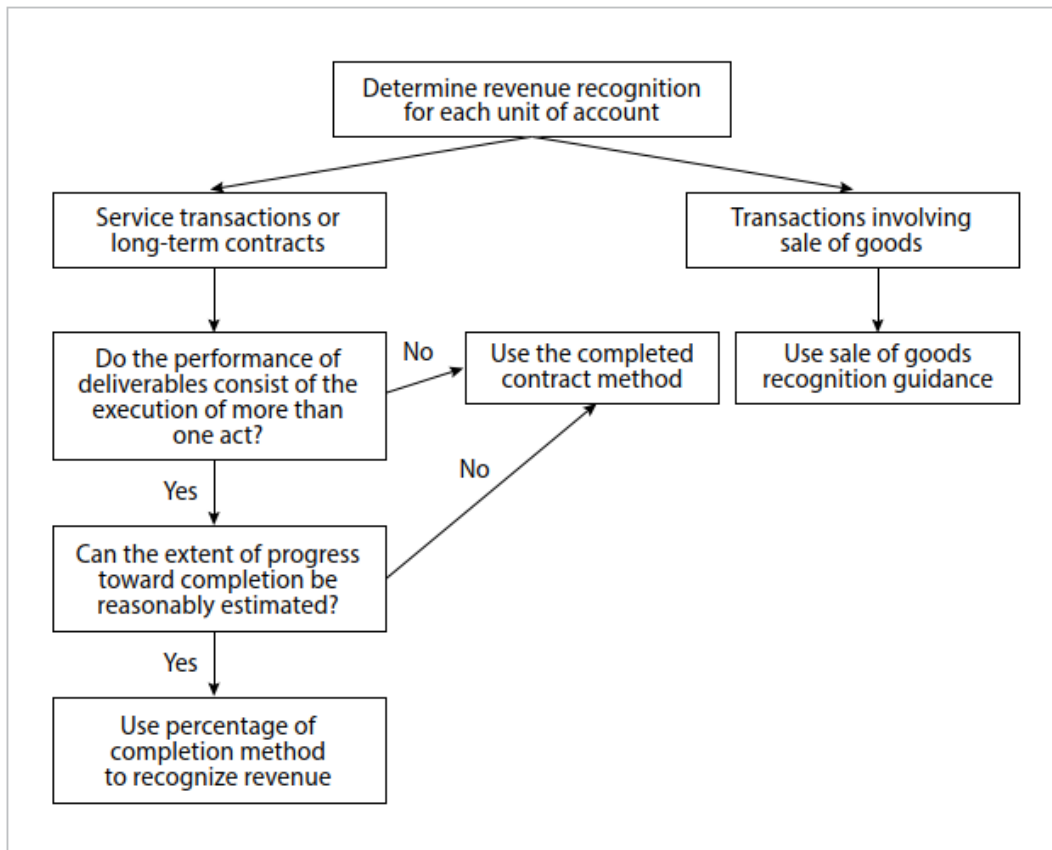 Determine revenue recognition
for each unit of account
Service transactions or
long-term contracts
Transactions involving
sale of goods
Do the performance of
deliverables consist of the
execution of more than
one act?
No
Use the completed
contract method
Use sale of goods
recognition guidance
Yes
No
Can the extent of progress
toward completion be
reasonably estimated?
Yes
Use percentage of
completion method
to recognize revenue